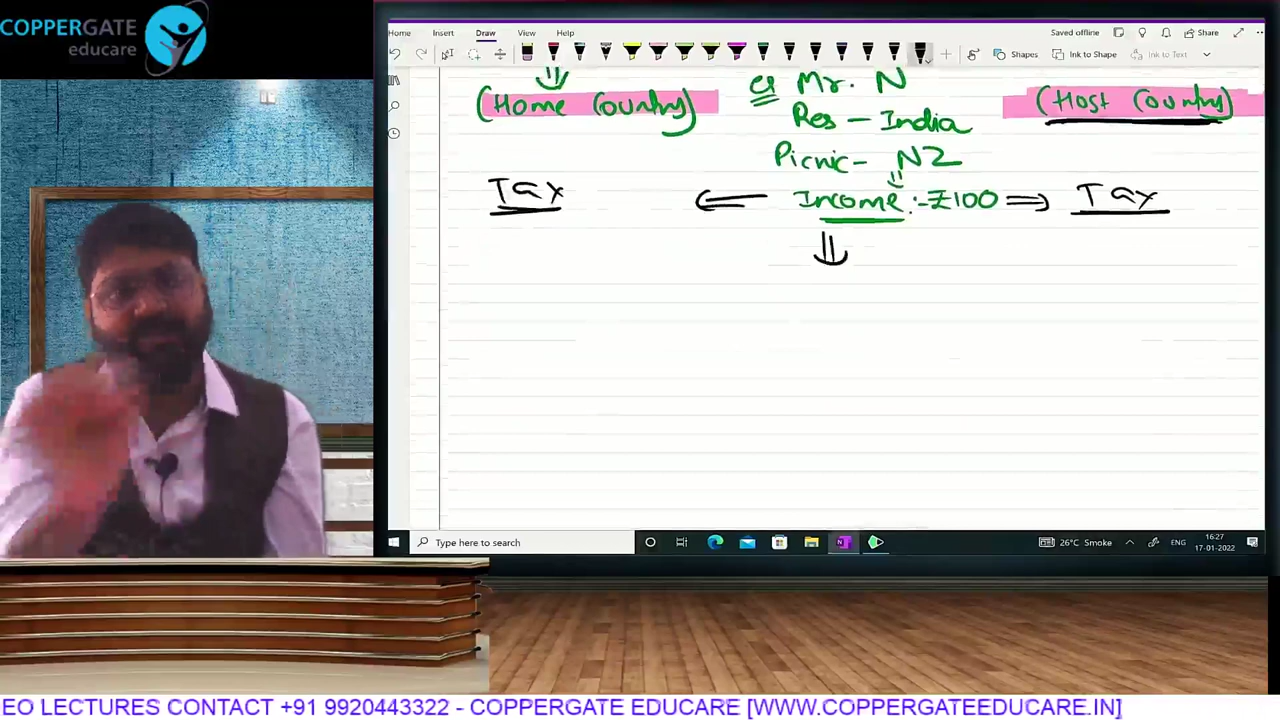 COPPERGATE
educare
Home Insert Draw View Help
Saved offline
Share
Shapes
Ink to Shape
Ink to Text
(Home Country)
eg Mr. N
(Host Country)
Res - India
Picnic - NZ
Tax
Income :- ₹100
Tax
Type here to search
26°C Smoke
ENG
16:27
17-01-2022
EO LECTURES CONTACT +91 9920443322 - COPPERGATE EDUCARE [WWW.COPPERGATEEDUCARE.IN]